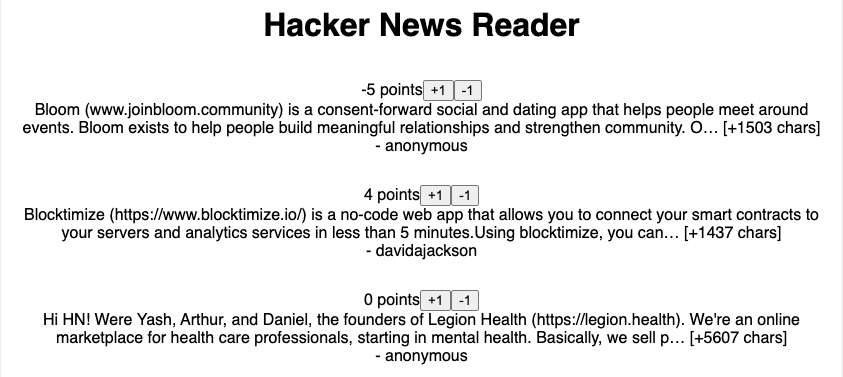 Hacker News Reader
-5 points +1 -1
Bloom (www.joinbloom.community) is a consent-forward social and dating app that helps people meet around
events. Bloom exists to help people build meaningful relationships and strengthen community. O… [+1503 chars]
- anonymous
4 points +1 -1
Blocktimize (https://www.blocktimize.io/) is a no-code web app that allows you to connect your smart contracts to
your servers and analytics services in less than 5 minutes.Using blocktimize, you can… [+1437 chars]
- davidajackson
0 points +1 -1
Hi HN! Were Yash, Arthur, and Daniel, the founders of Legion Health (https://legion.health). We're an online
marketplace for health care professionals, starting in mental health. Basically, we sell p… [+5607 chars]
- anonymous